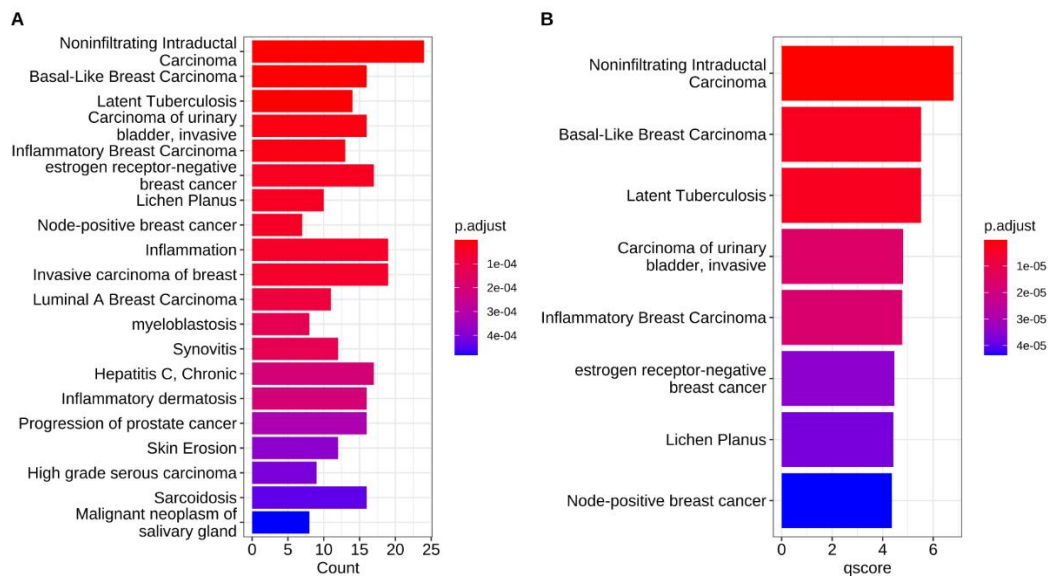 A
Noninfiltrating Intraductal
Carcinoma
Basal-Like Breast Carcinoma
Latent Tuberculosis
Carcinoma of urinary
bladder, invasive
Inflammatory Breast Carcinoma
estrogen receptor-negative
breast cancer
Lichen Planus
Node-positive breast cancer
Inflammation
Invasive carcinoma of breast
Luminal A Breast Carcinoma
myeloblastosis
Synovitis
Hepatitis C, Chronic
Inflammatory dermatosis
Progression of prostate cancer
Skin Erosion
High grade serous carcinoma
Sarcoidosis
Malignant neoplasm of
salivary gland
0 5 10 15 20 25
Count
p.adjust
1e-04
2e-04
3e-04
4e-04
B
Noninfiltrating Intraductal
Carcinoma
Basal-Like Breast Carcinoma
Latent Tuberculosis
Carcinoma of urinary
bladder, invasive
Inflammatory Breast Carcinoma
estrogen receptor-negative
breast cancer
Lichen Planus
Node-positive breast cancer
0 2 4 6
qscore
p.adjust
1e-05
2e-05
3e-05
4e-05